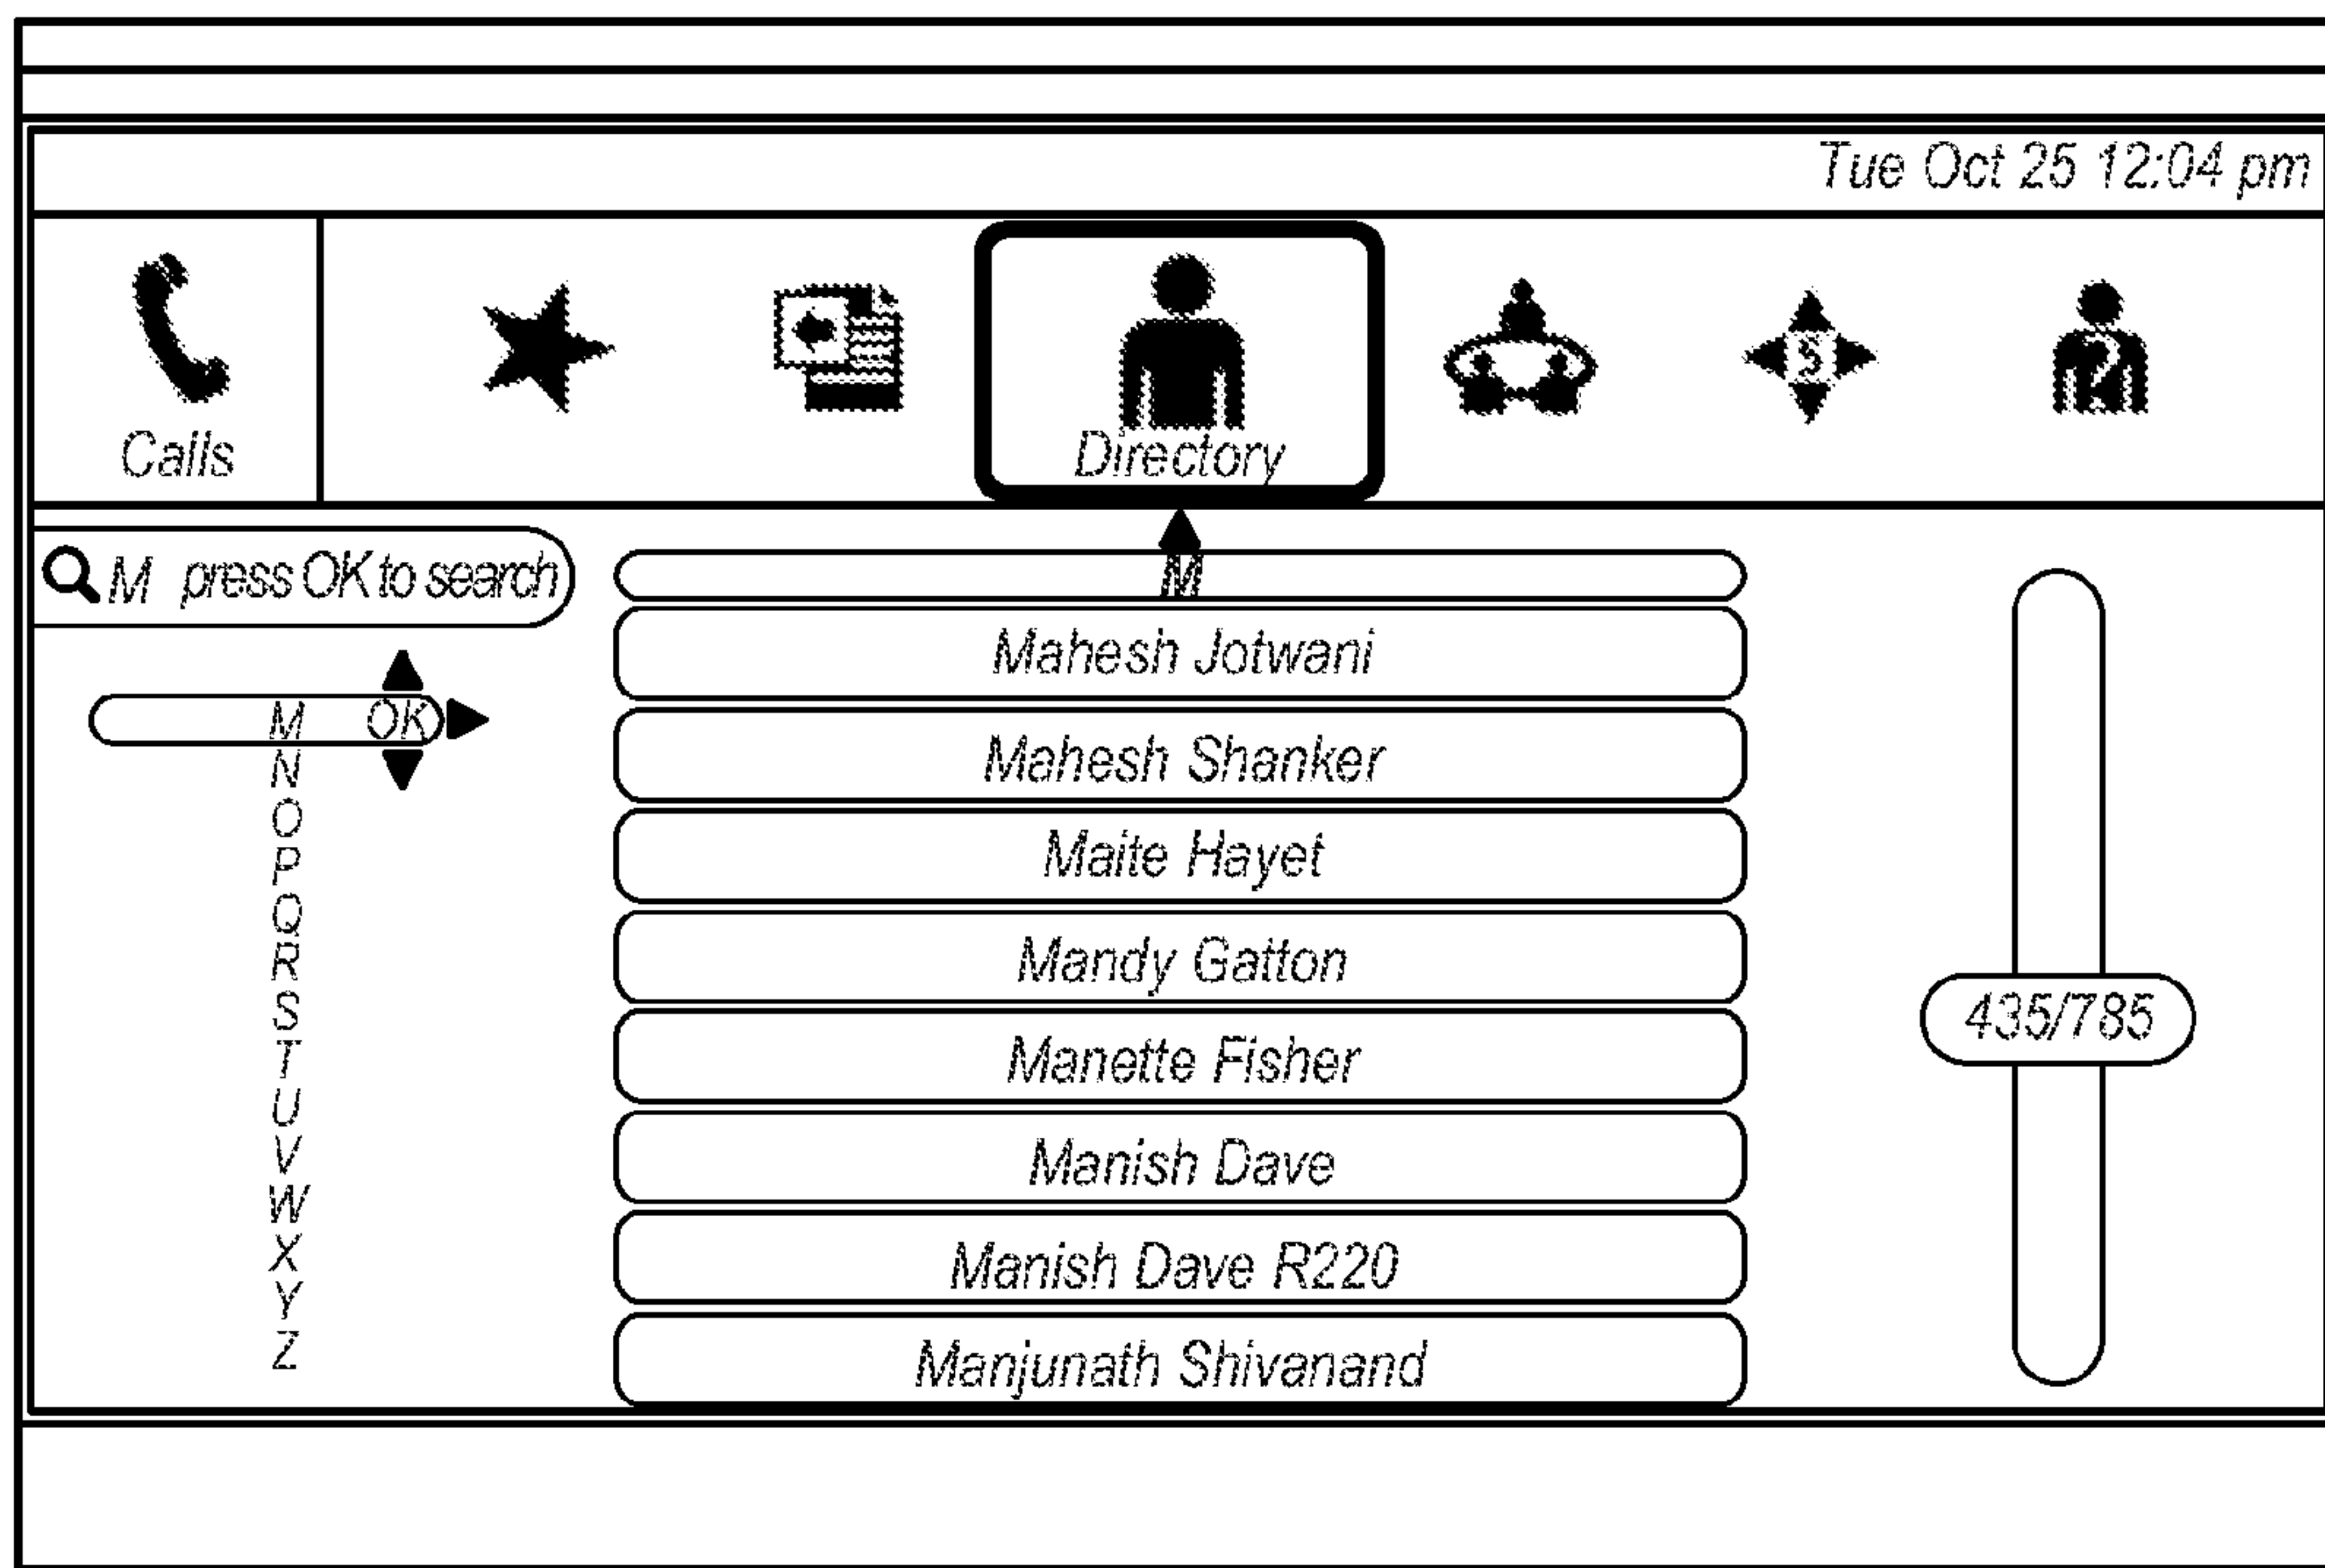 Tue Oct 25 12:04 pm
Calls
Directory
M press OK to search
M OK
N
O
P
Q
R
S
T
U
V
W
X
Y
Z
M
Mahesh Jotwani
Mahesh Shanker
Maite Hayet
Mandy Gatton
Manette Fisher
Manish Dave
Manish Dave R220
Manjunath Shivanand
435/785